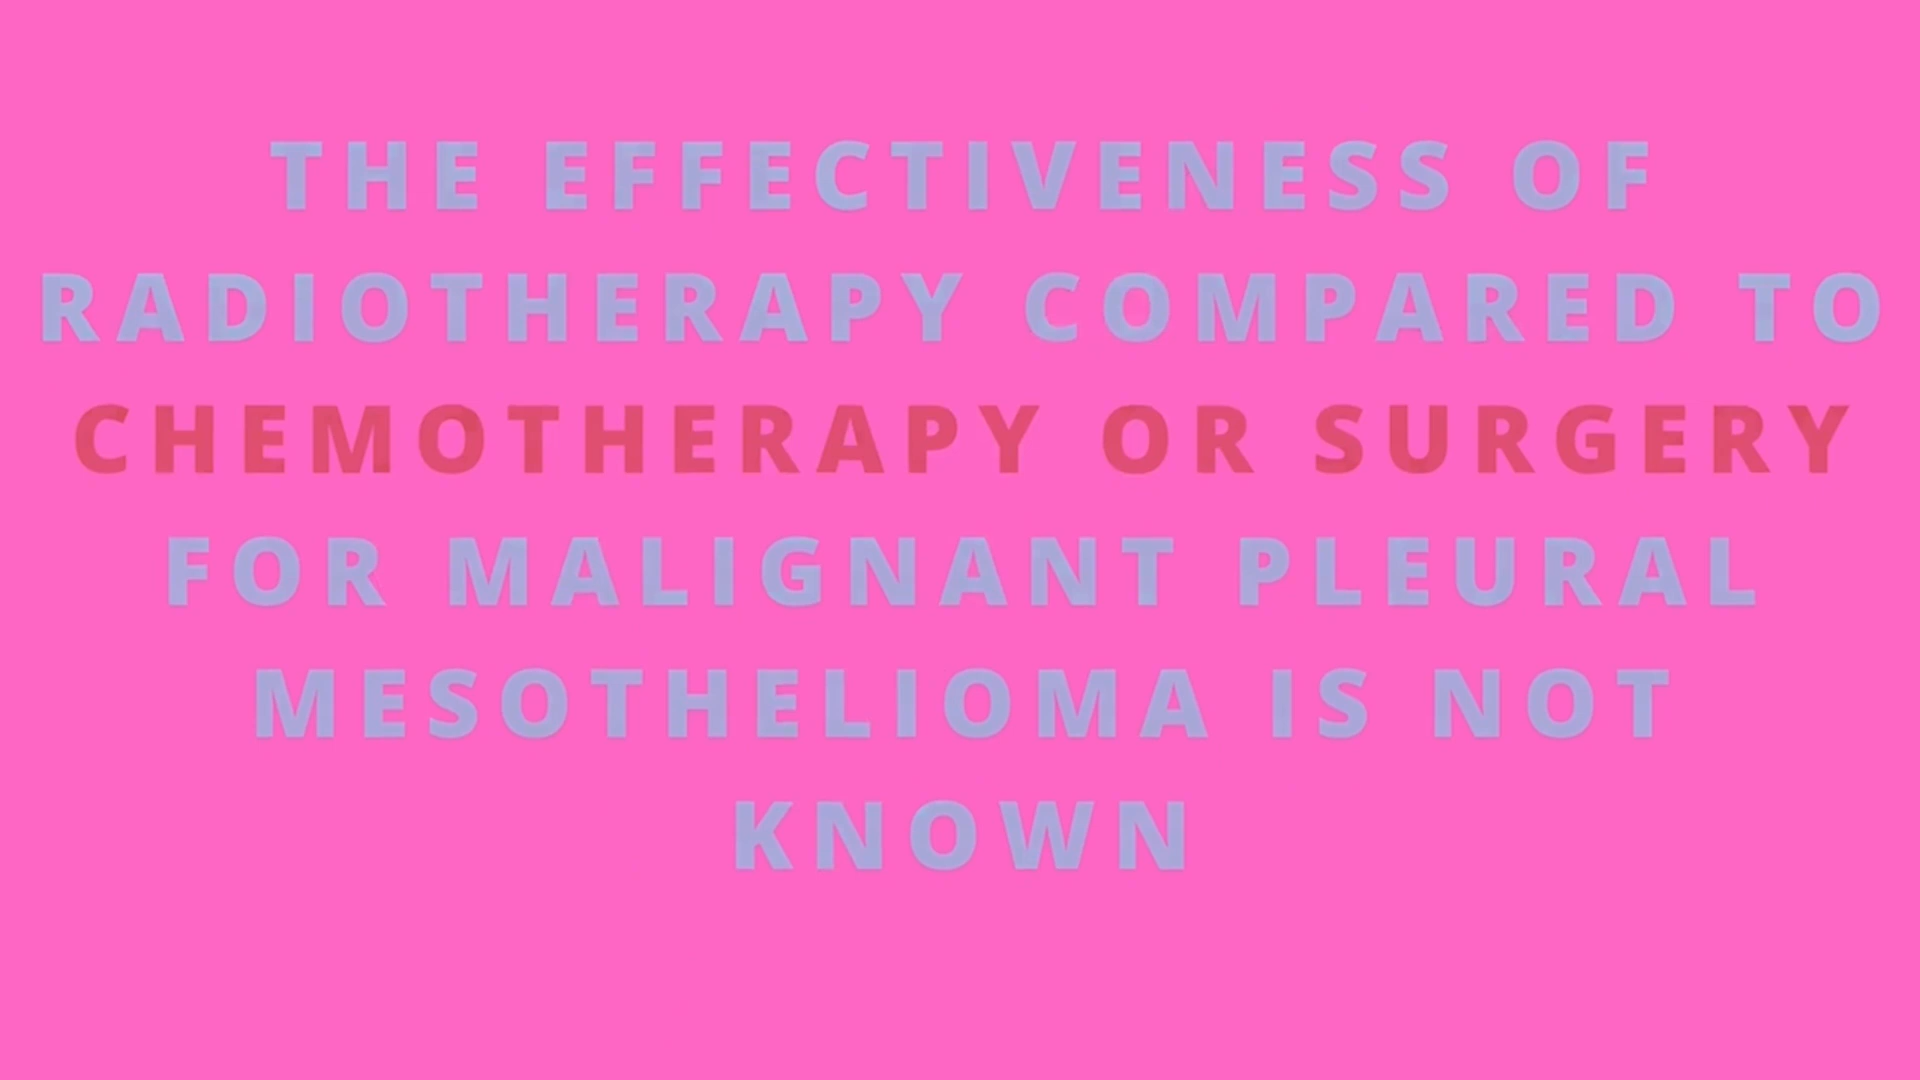 THE EFFECTIVENESS OF
RADIOTHERAPY COMPARED TO
CHEMOTHERAPY OR SURGERY
FOR MALIGNANT PLEURAL
MESOTHELIOMA IS NOT
KNOWN